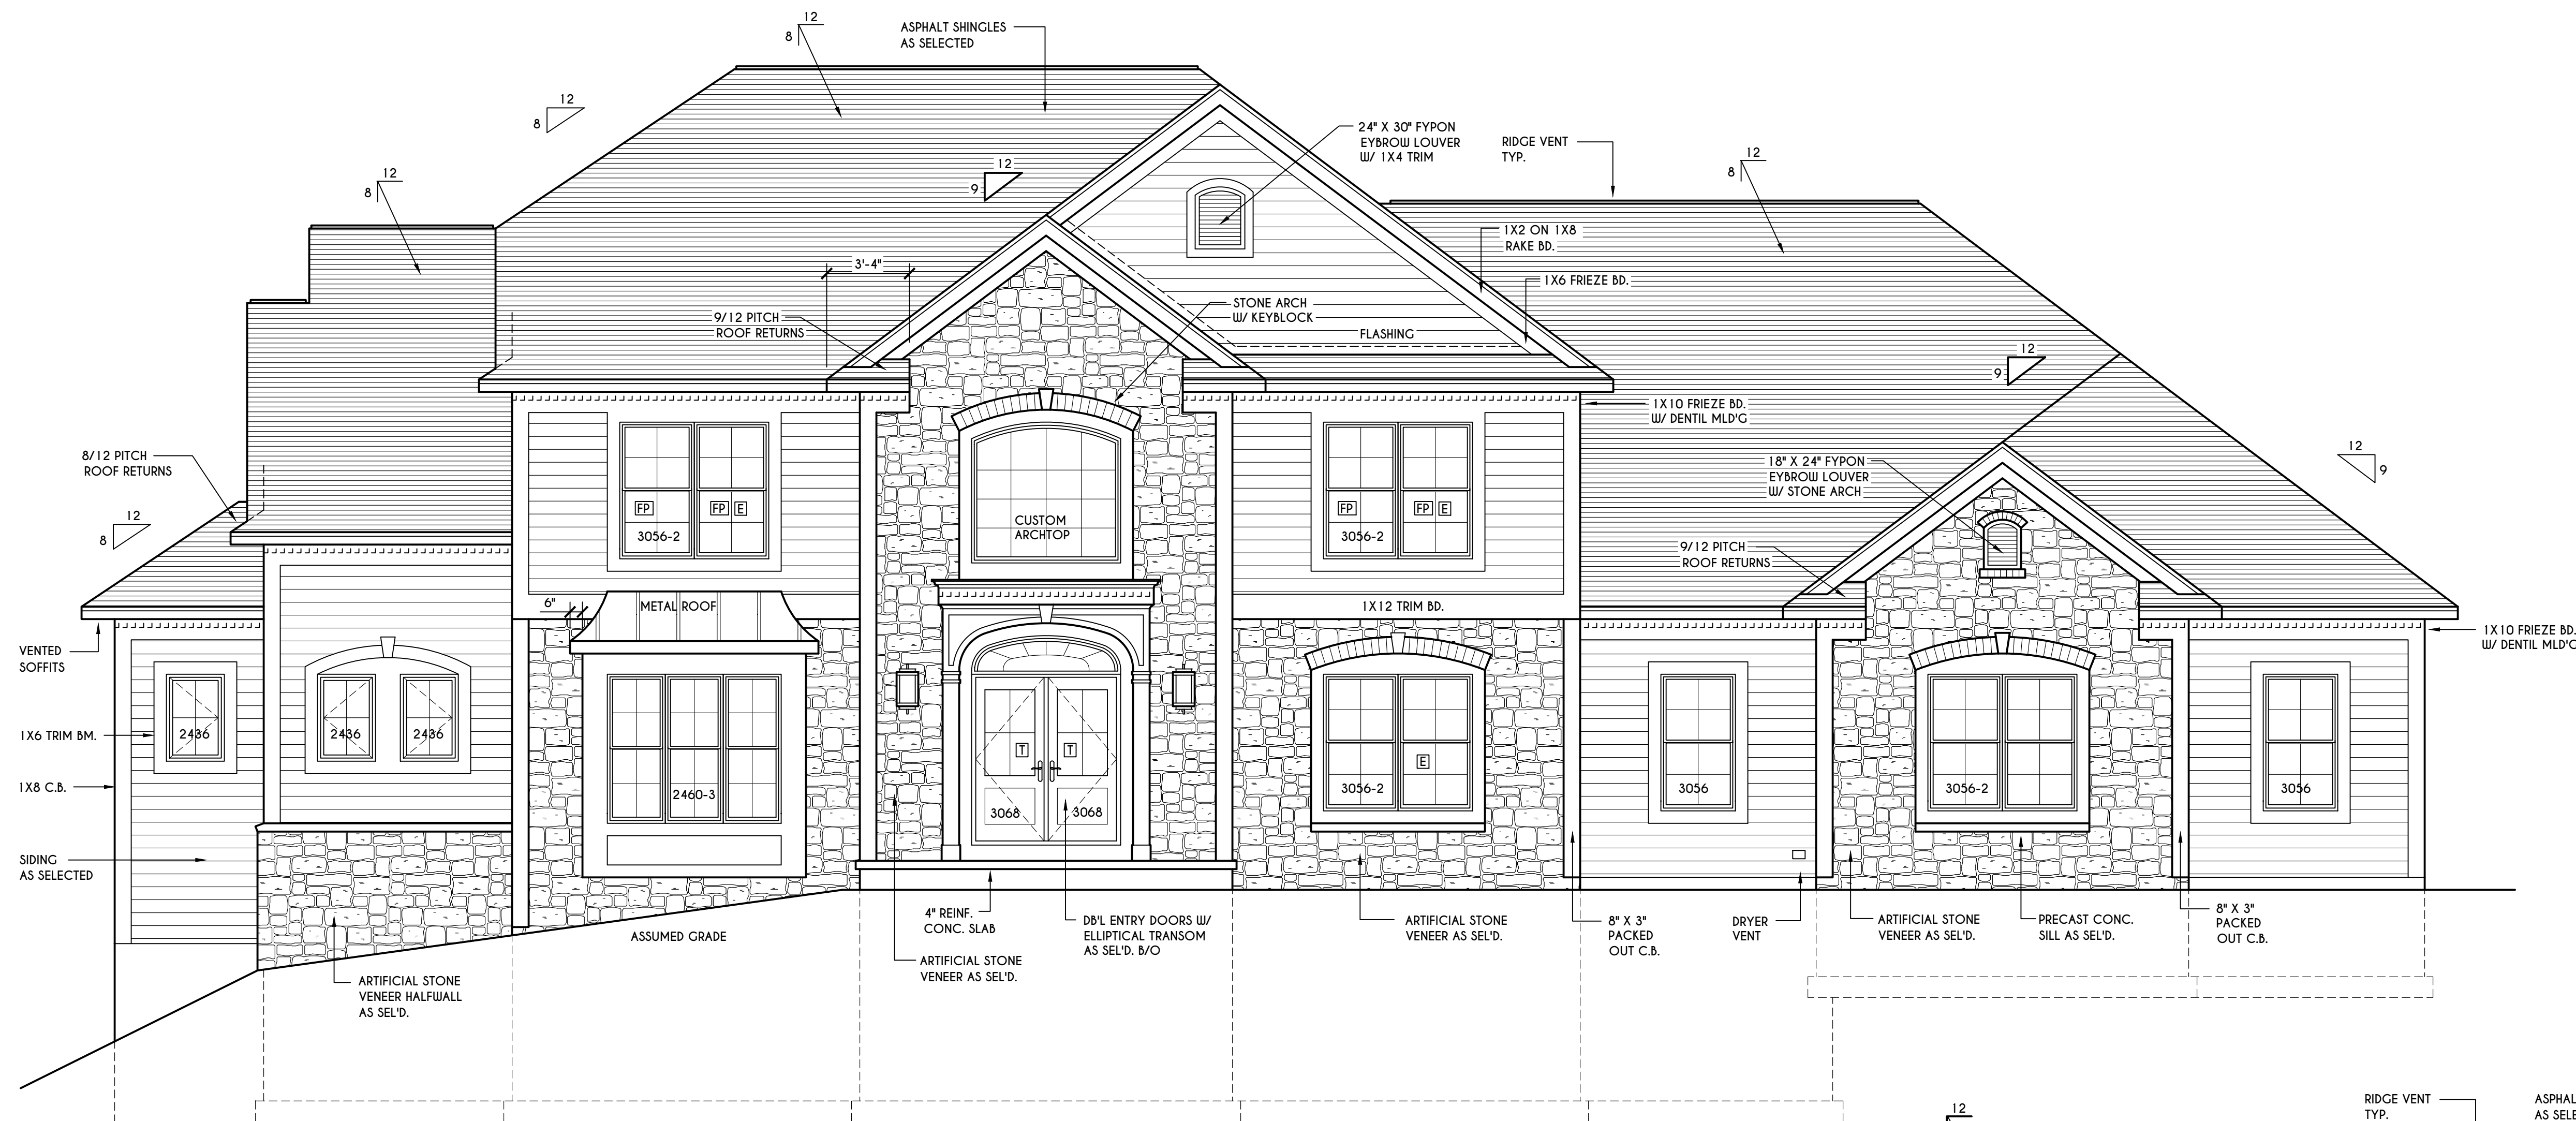 12
8
ASPHALT SHINGLES
AS SELECTED
12
8
24" X 30" FYPON
EYBROW LOUVER
W/ 1X4 TRIM
RIDGE VENT
TYP.
12
8
12
9
12
8
1X2 ON 1X8
RAKE BD.
3'-4"
1X6 FRIEZE BD.
STONE ARCH
W/ KEYBLOCK
9/12 PITCH
ROOF RETURNS
FLASHING
12
9
1X10 FRIEZE BD.
W/ DENTIL MLD'G
8/12 PITCH
ROOF RETURNS
12
9
18" X 24" FYPON
EYBROW LOUVER
W/ STONE ARCH
12
8
FP
FP E
3056-2
CUSTOM
ARCHTOP
FP
FP E
3056-2
9/12 PITCH
ROOF RETURNS
6"
METAL ROOF
1X12 TRIM BD.
VENTED
SOFFITS
1X10 FRIEZE BD.
W/ DENTIL MLD'G
1X6 TRIM BM.
2436
2436
2436
T
T
E
1X8 C.B.
2460-3
3056-2
3056
3056-2
3056
3068
3068
SIDING
AS SELECTED
4" REINF.
CONC. SLAB
DB'L ENTRY DOORS W/
ELLIPTICAL TRANSOM
AS SEL'D. B/O
ARTIFICIAL STONE
VENEER AS SEL'D.
8" X 3"
PACKED
OUT C.B.
DRYER
VENT
ARTIFICIAL STONE
VENEER AS SEL'D.
PRECAST CONC.
SILL AS SEL'D.
8" X 3"
PACKED
OUT C.B.
ASSUMED GRADE
ARTIFICIAL STONE
VENEER AS SEL'D.
ARTIFICIAL STONE
VENEER HALFWALL
AS SEL'D.
12
RIDGE VENT
TYP.
ASPHAL
AS SELE